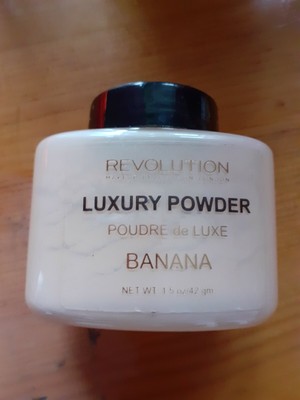 REVOLUTION
LUXURY POWDER
POUDRE de LUXE
BANANA
NET WT. 1.5 oz/42 gm